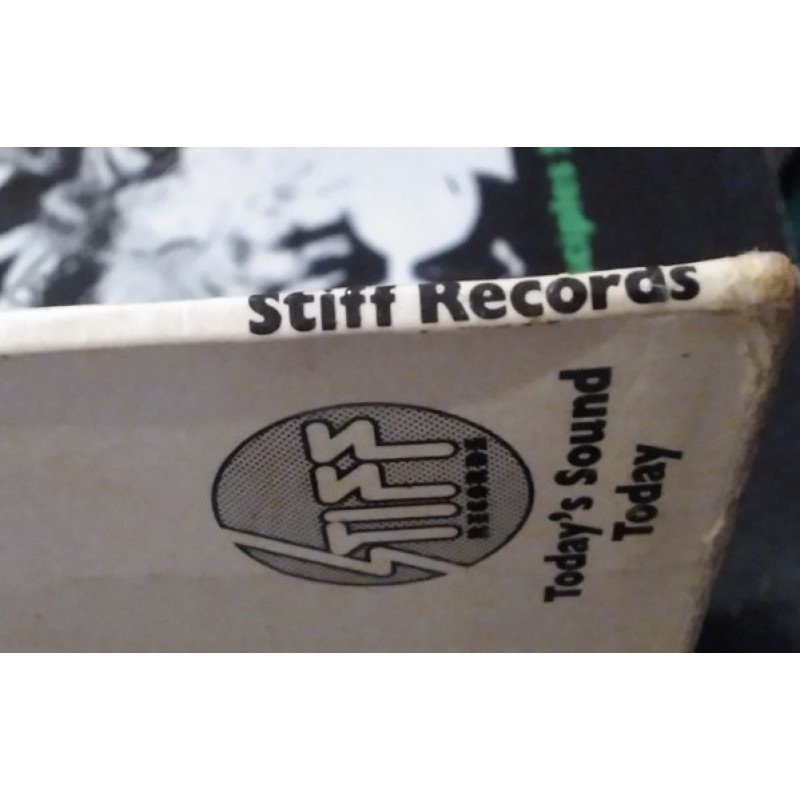 Stiff Records
STIFF
RECORDS
Today's Sound
Today